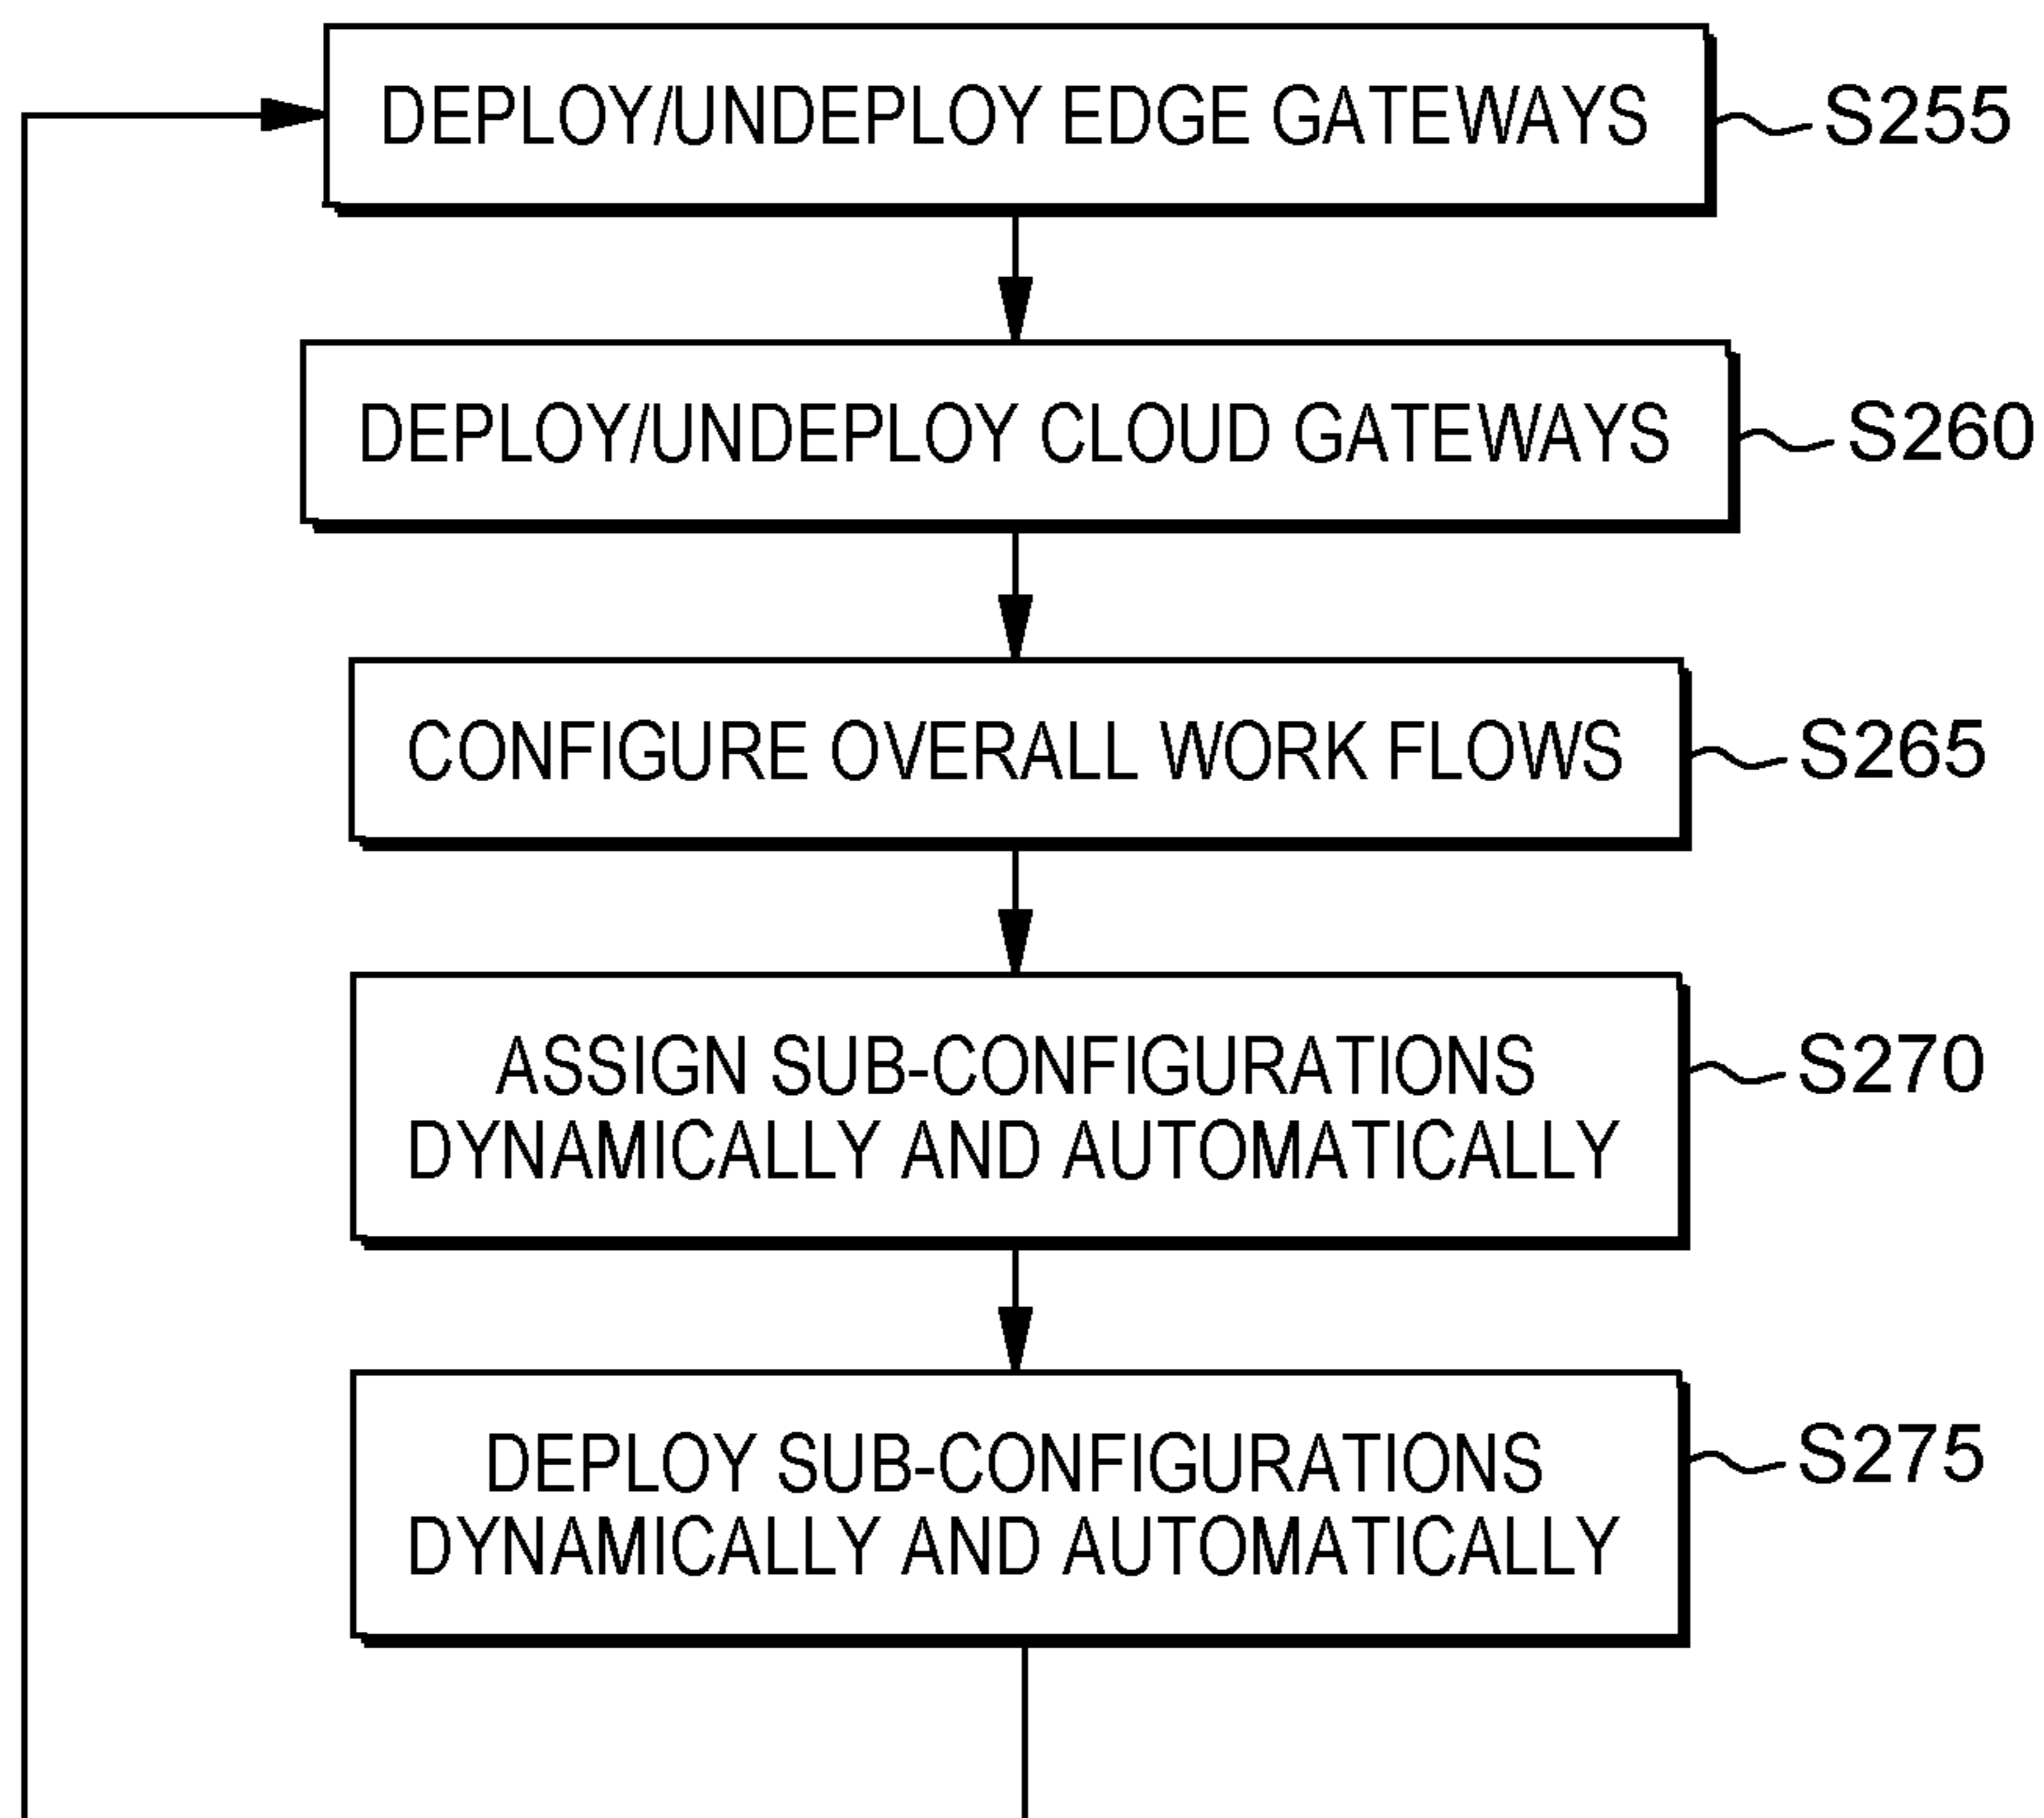 DEPLOY/UNDEPLOY EDGE GATEWAYS
S255
DEPLOY/UNDEPLOY CLOUD GATEWAYS
S260
CONFIGURE OVERALL WORK FLOWS
S265
ASSIGN SUB-CONFIGURATIONS
DYNAMICALLY AND AUTOMATICALLY
S270
DEPLOY SUB-CONFIGURATIONS
DYNAMICALLY AND AUTOMATICALLY
S275